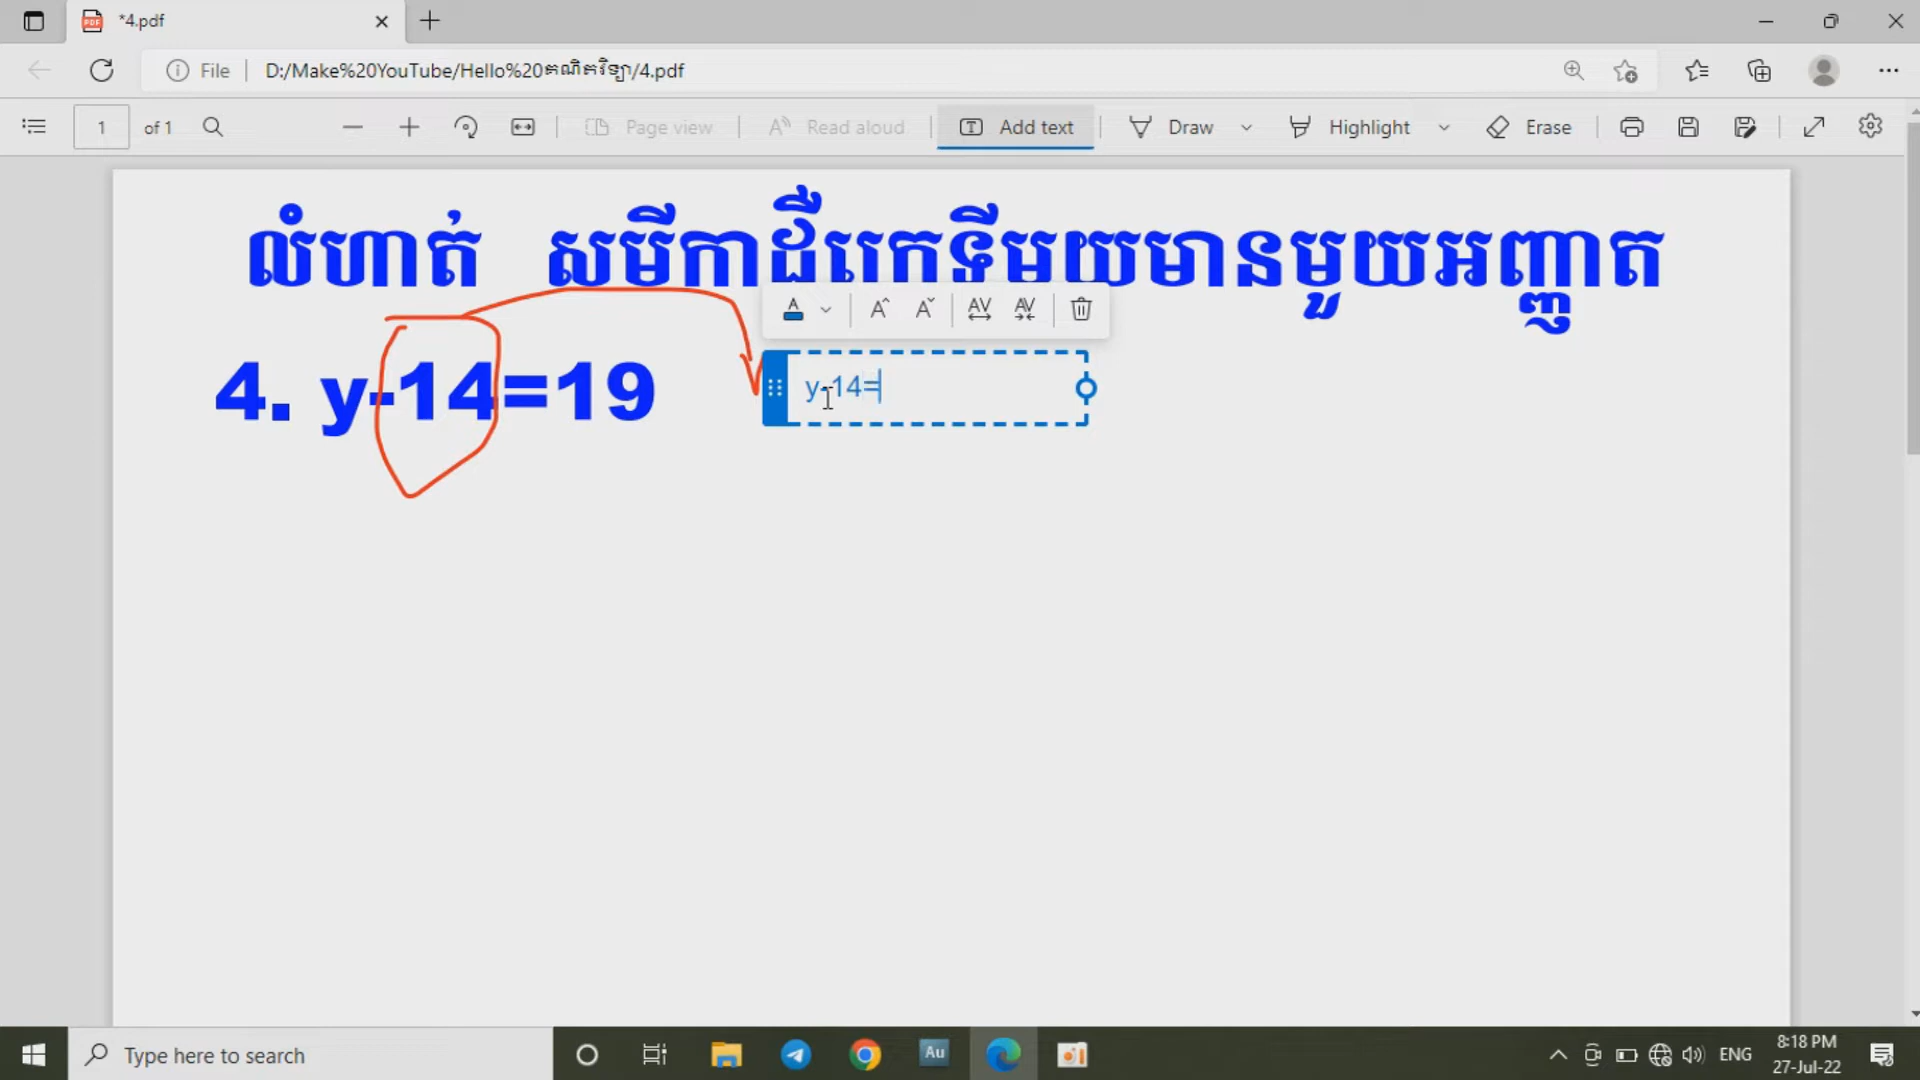 *4.pdf
File D:/Make%20YouTube/Hello%20គណិតវិទ្យា/4.pdf
1 of 1 Page view Read aloud Add text Draw Highlight Erase
លំហាត់ សមីការដឺក្រេទីមួយមានមួយអញ្ញាត
4. y-14=19
y-14=
Type here to search
Au
ENG
8:18 PM
27-Jul-22